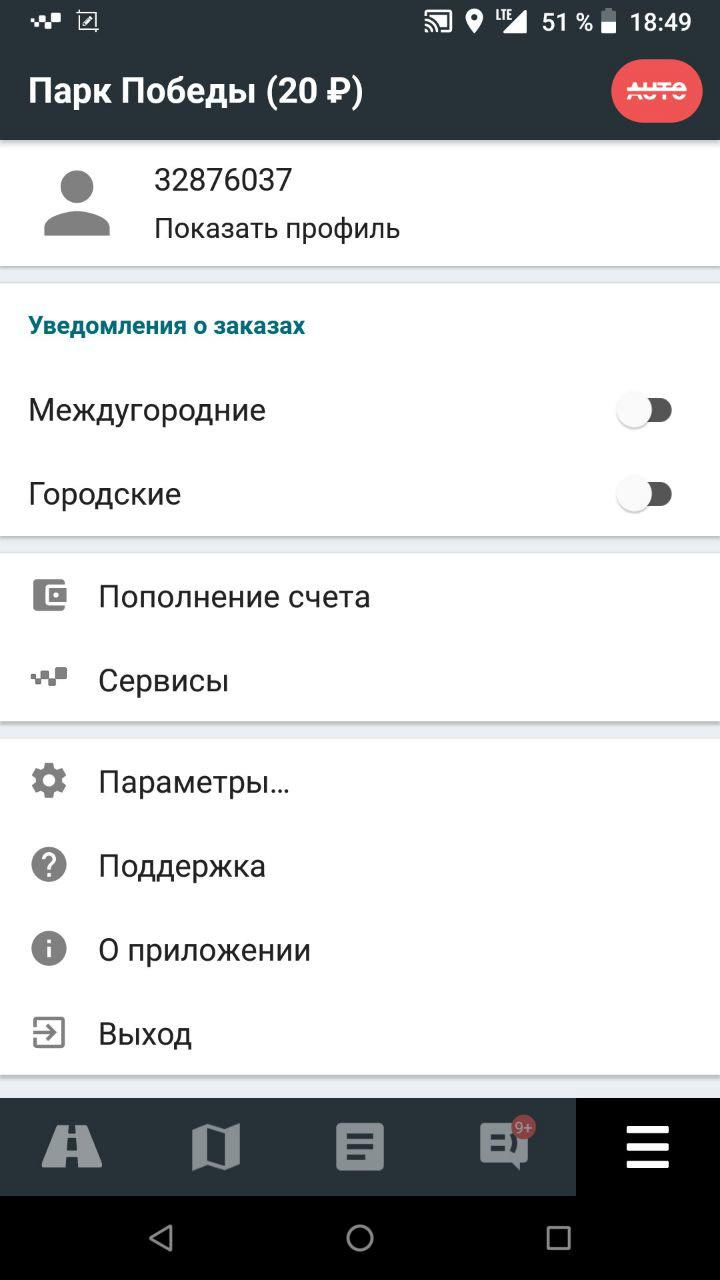 LTE 51 % 18:49
Парк Победы (20 ₽)
AUTO
32876037
Показать профиль
Уведомления о заказах
Междугородние
Городские
Пополнение счета
Сервисы
Параметры...
Поддержка
О приложении
Выход
9+